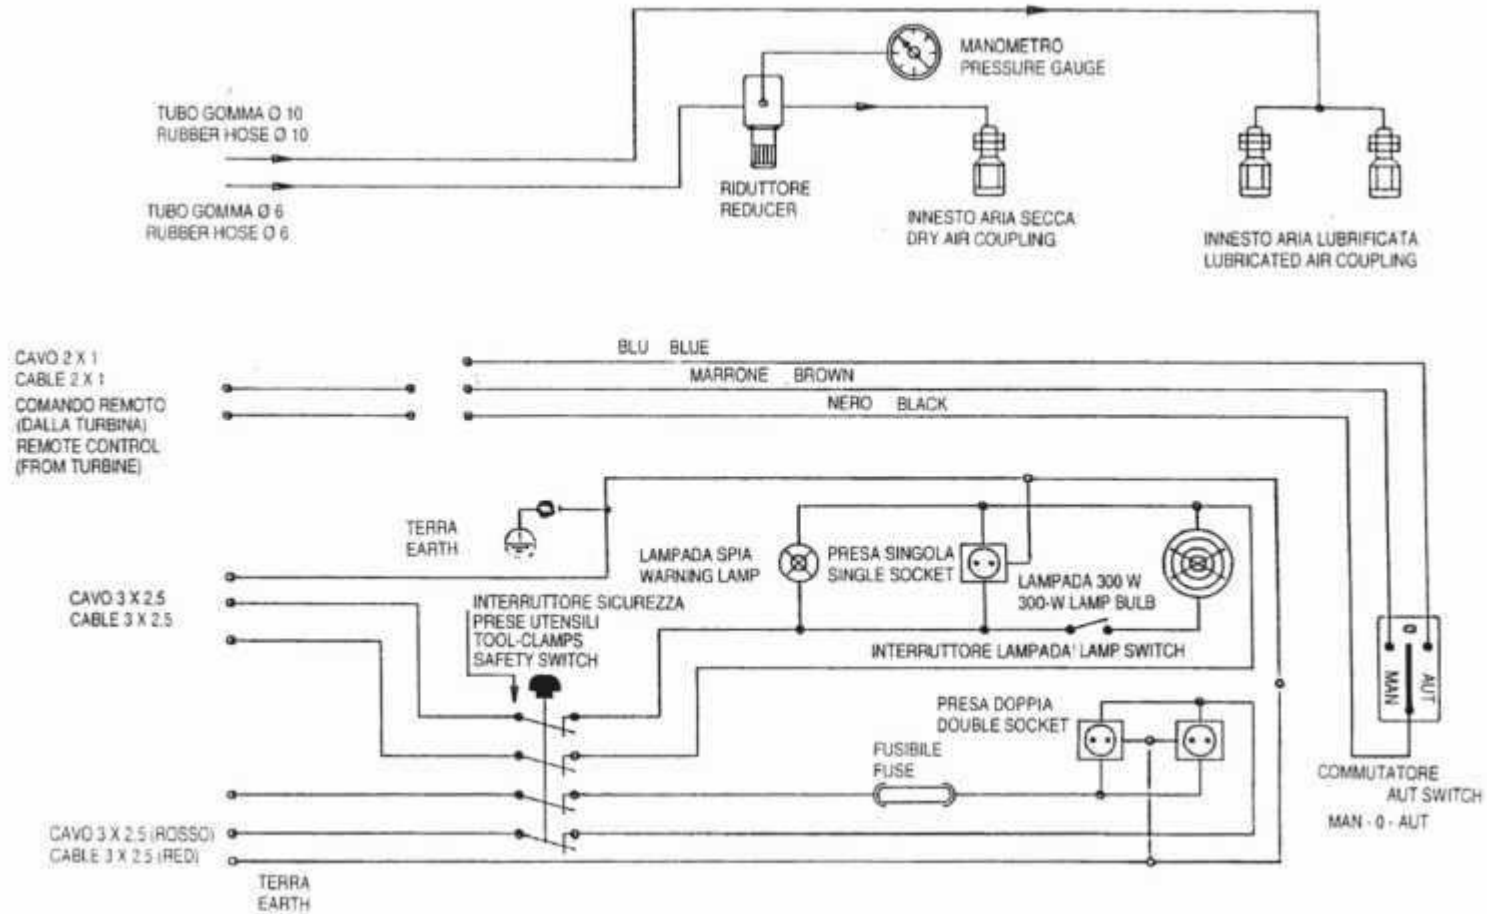 MANOMETRO
PRESSURE GAUGE
TUBO GOMMA Ø 10
RUBBER HOSE Ø 10
TUBO GOMMA Ø 6
RUBBER HOSE Ø 6
RIDUTTORE
REDUCER
INNESTO ARIA SECCA
DRY AIR COUPLING
INNESTO ARIA LUBRIFICATA
LUBRICATED AIR COUPLING
CAVO 2 X 1
CABLE 2 X 1
COMANDO REMOTO
(DALLA TURBINA)
REMOTE CONTROL
(FROM TURBINE)
BLU BLUE
MARRONE BROWN
NERO BLACK
TERRA
EARTH
LAMPADA SPIA
WARNING LAMP
PRESA SINGOLA
SINGLE SOCKET
LAMPADA 300 W
300-W LAMP BULB
CAVO 3 X 2,5
CABLE 3 X 2.5
INTERRUTTORE SICUREZZA
PRESE UTENSILI
TOOL-CLAMPS
SAFETY SWITCH
INTERRUTTORE LAMPADA' LAMP SWITCH
0
MAN
AUT
PRESA DOPPIA
DOUBLE SOCKET
FUSIBILE
FUSE
COMMUTATORE
AUT SWITCH
MAN - 0 - AUT
CAVO 3 X 2.5 (ROSSO)
CABLE 3 X 2.5 (RED)
TERRA
EARTH